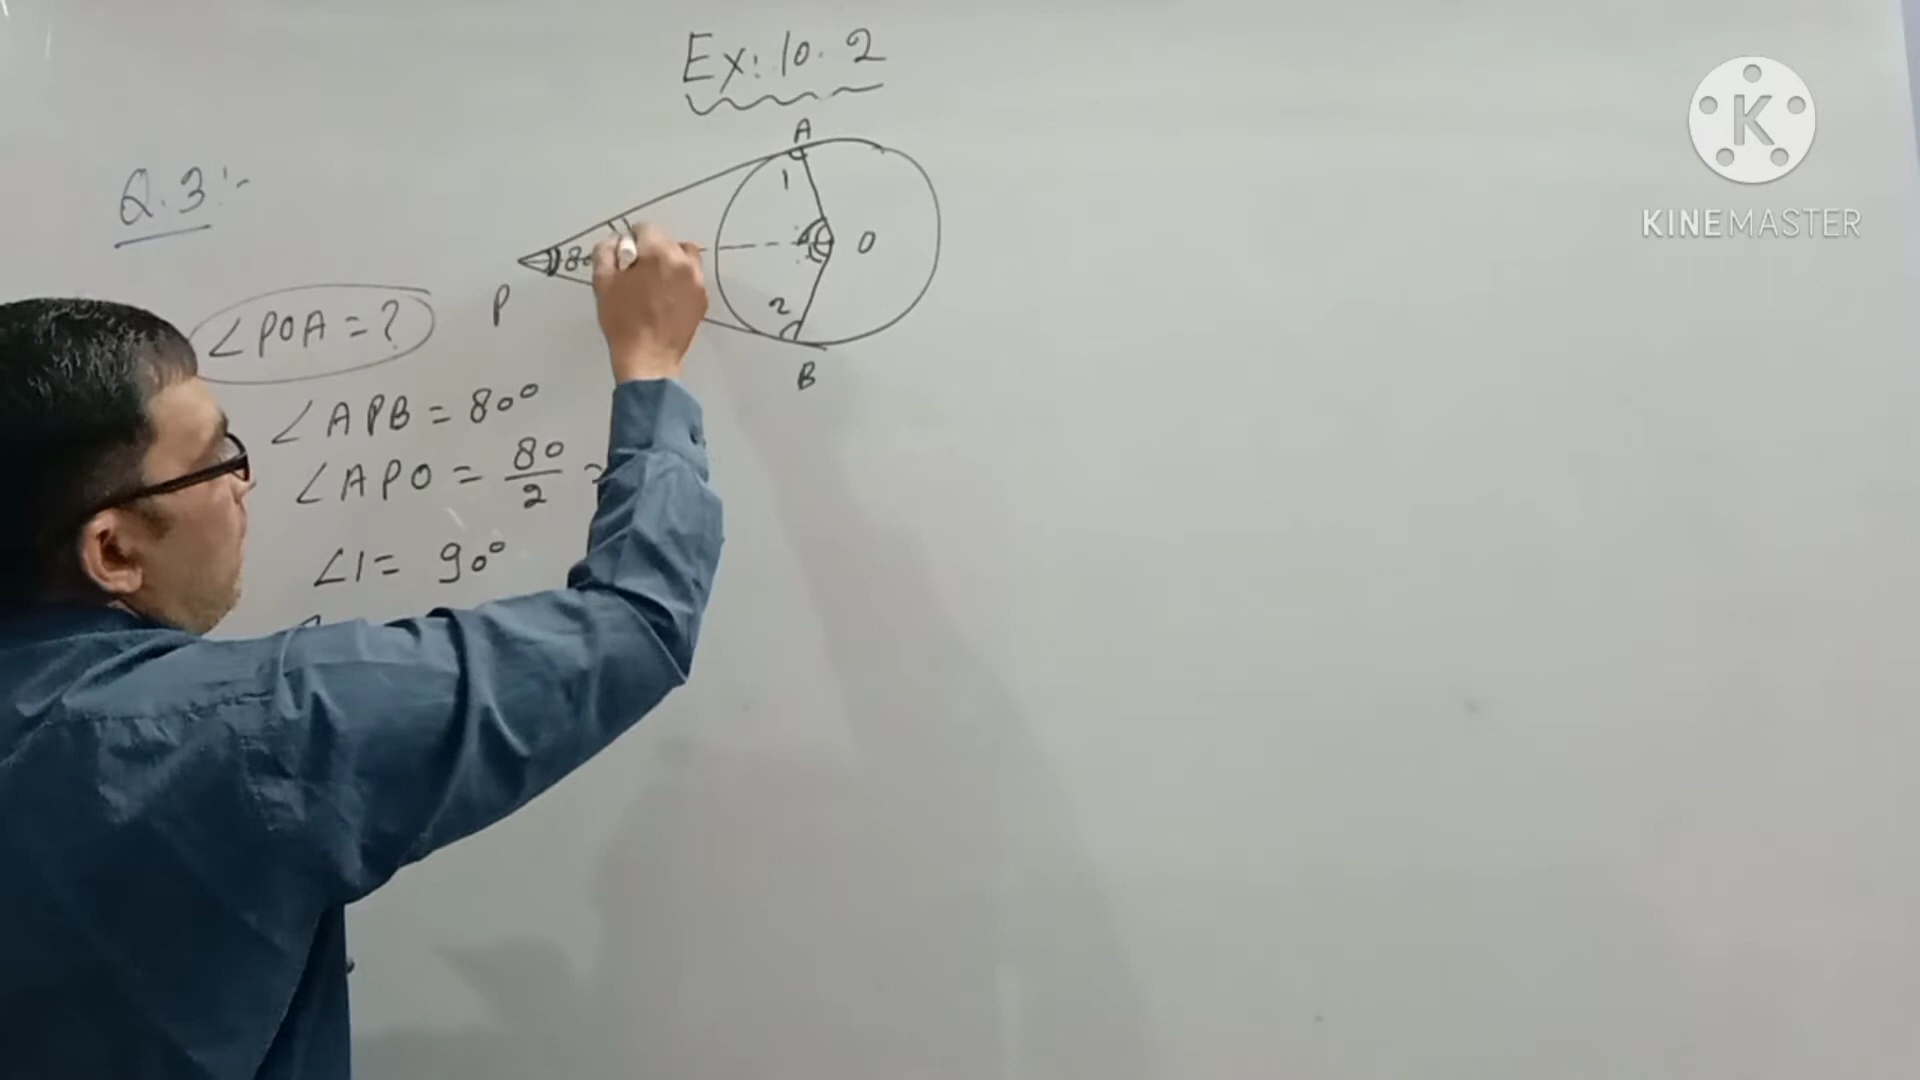 Ex: 10.2
Q.3:-
∠POA = ?
∠APB = 80°
∠APO = 80/2 =
∠1 = 90°
A
1
O
2
B
P
K
KINEMASTER